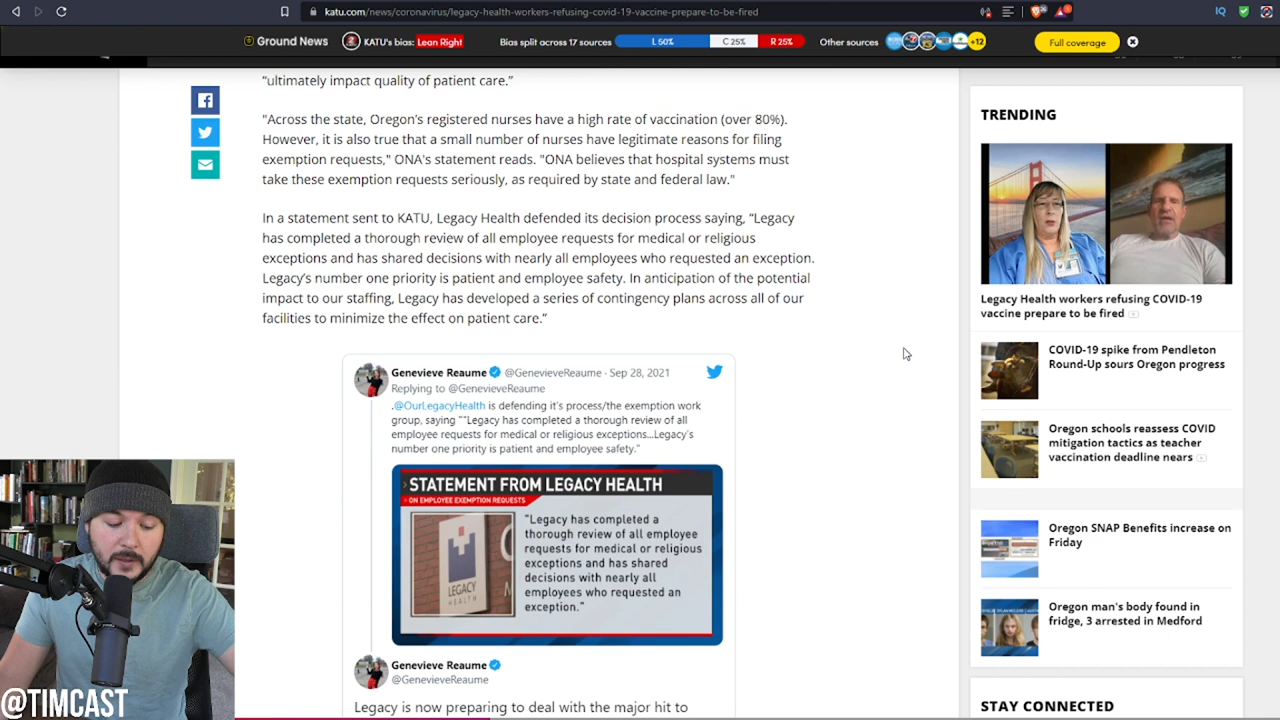 katu.com/news/coronavirus/legacy-health-workers-refusing-covid-19-vaccine-prepare-to-be-fired
Ground News
KATU's bias: Lean Right
Bias split across 17 sources
L 50% C 25% R 25%
Other sources
+12
Full coverage
"ultimately impact quality of patient care."
"Across the state, Oregon's registered nurses have a high rate of vaccination (over 80%).
However, it is also true that a small number of nurses have legitimate reasons for filing
exemption requests," ONA's statement reads. "ONA believes that hospital systems must
take these exemption requests seriously, as required by state and federal law."
In a statement sent to KATU, Legacy Health defended its decision process saying, "Legacy
has completed a thorough review of all employee requests for medical or religious
exceptions and has shared decisions with nearly all employees who requested an exception.
Legacy's number one priority is patient and employee safety. In anticipation of the potential
impact to our staffing, Legacy has developed a series of contingency plans across all of our
facilities to minimize the effect on patient care."
Genevieve Reaume @GenevieveReaume · Sep 28, 2021
Replying to @GenevieveReaume
.@OurLegacyHealth is defending it's process/the exemption work
group, saying ""Legacy has completed a thorough review of all
employee requests for medical or religious exceptions...Legacy's
number one priority is patient and employee safety."
STATEMENT FROM LEGACY HEALTH
ON EMPLOYEE EXEMPTION REQUESTS
LEGACY
HEALTH
"Legacy has completed a
thorough review of all employee
requests for medical or religious
exceptions and has shared
decisions with nearly all
employees who requested an
exception."
Genevieve Reaume
@GenevieveReaume
Legacy is now preparing to deal with the major hit to
TRENDING
Legacy Health workers refusing COVID-19
vaccine prepare to be fired
COVID-19 spike from Pendleton
Round-Up sours Oregon progress
Oregon schools reassess COVID
mitigation tactics as teacher
vaccination deadline nears
Oregon SNAP Benefits increase on
Friday
Oregon man's body found in
fridge, 3 arrested in Medford
STAY CONNECTED
@TIMCAST